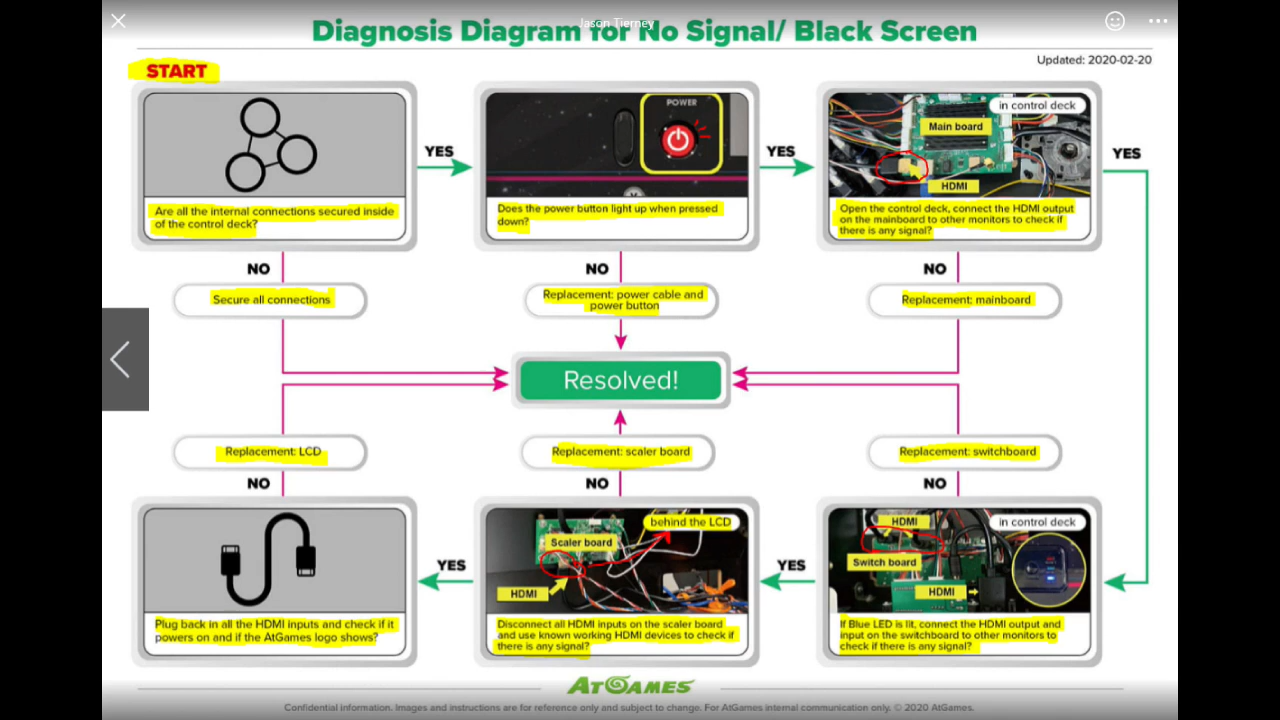 Jason Tierney
Diagnosis Diagram for No Signal/ Black Screen
Updated: 2020-02-20
START
Are all the internal connections secured inside
of the control deck?
YES
POWER
Does the power button light up when pressed
down?
YES
in control deck
Main board
HDMI
Open the control deck, connect the HDMI output
on the mainboard to other monitors to check if
there is any signal?
YES
NO
Secure all connections
NO
Replacement: power cable and
power button
NO
Replacement: mainboard
Resolved!
Replacement: LCD
NO
Replacement: scaler board
NO
Replacement: switchboard
NO
Plug back in all the HDMI inputs and check if it
powers on and if the AtGames logo shows?
YES
behind the LCD
Scaler board
HDMI
Disconnect all HDMI inputs on the scaler board
and use known working HDMI devices to check if
there is any signal?
YES
HDMI
in control deck
Switch board
HDMI
If Blue LED is lit, connect the HDMI output and
input on the switchboard to other monitors to
check if there is any signal?
ATGAMES
Confidential information. Images and instructions are for reference only and subject to change. For AtGames internal communication only. © 2020 AtGames.